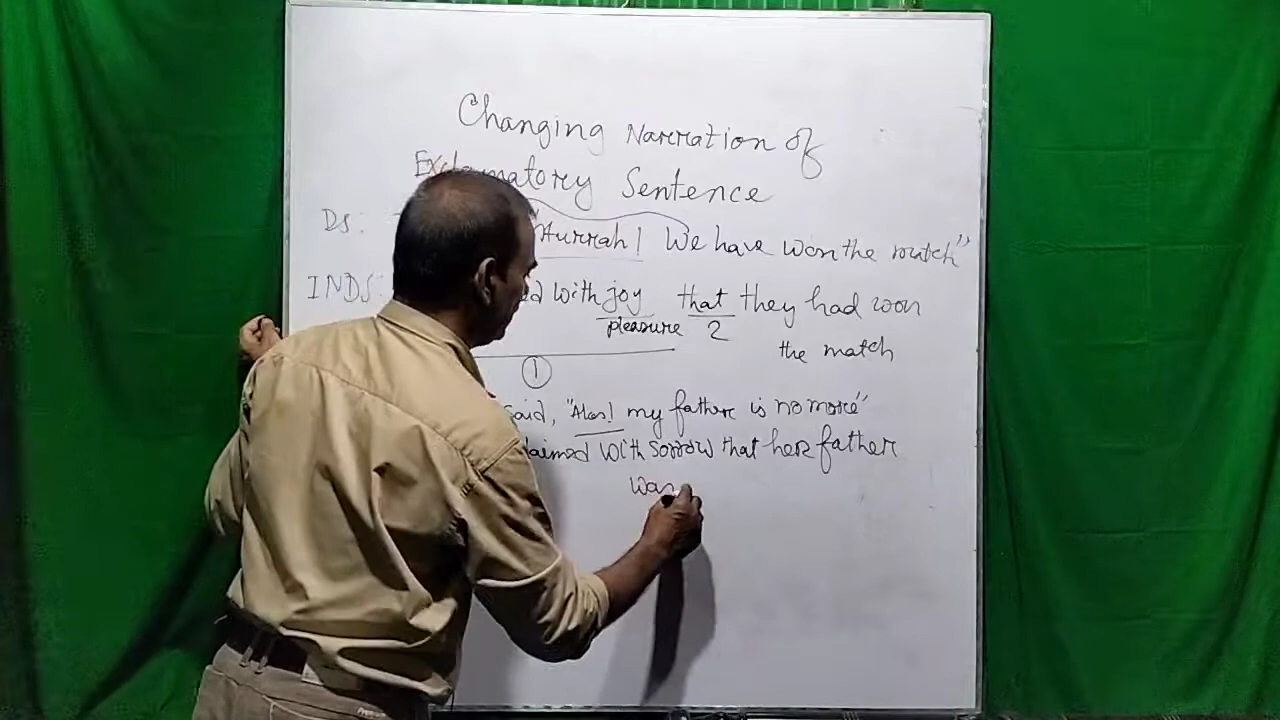 Changing Narration of
Exclamatory Sentence
DS: "Hurrah! We have won the match"
INDS: with joy that they had won
pleasure 2
the match
1
said, "Alas! my father is no more"
claimed with sorrow that her father
was